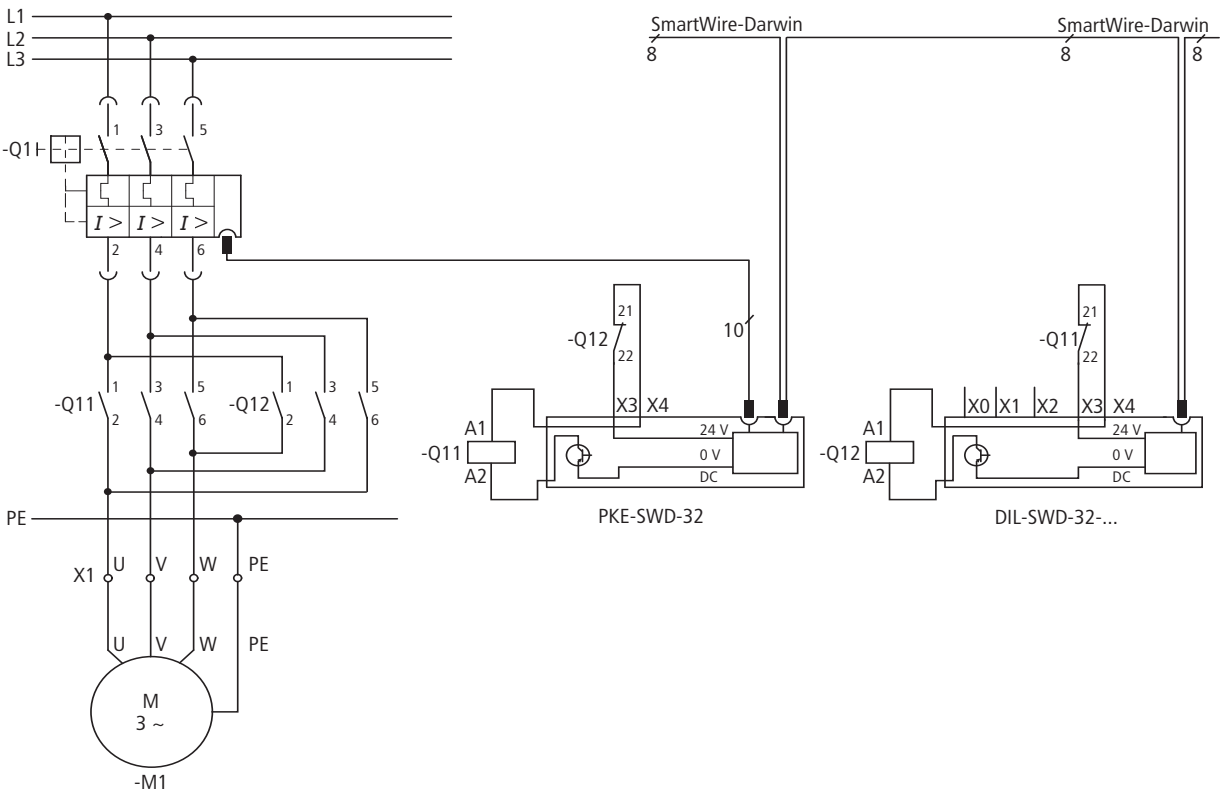 L1
L2
L3
SmartWire-Darwin
SmartWire-Darwin
8
8
8
1
3
5
-Q1
I >
I >
I >
2
4
6
-Q12
21
22
10
-Q11
21
22
-Q11
1
2
3
4
5
6
-Q12
1
2
3
4
5
6
X3
X4
A1
-Q11
A2
24 V
0 V
DC
PKE-SWD-32
X0
X1
X2
X3
X4
A1
-Q12
A2
24 V
0 V
DC
DIL-SWD-32-...
PE
X1
U
V
W
PE
U
V
W
PE
M
3 ~
-M1